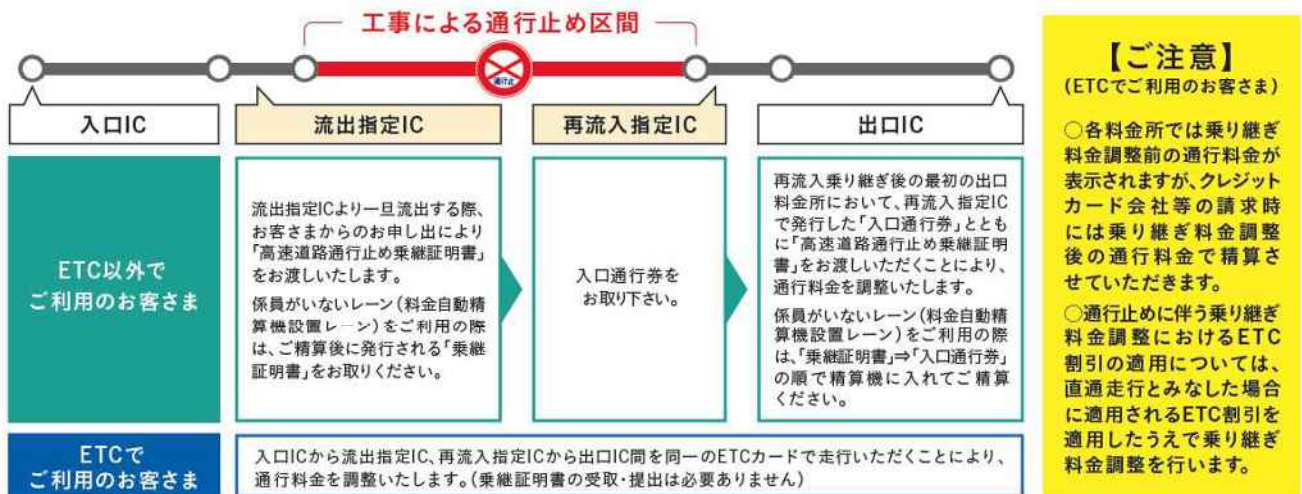 工事による通行止め区間
通行止
入口IC
流出指定IC
再流入指定IC
出口IC
ETC以外で
ご利用のお客さま
流出指定ICより一旦流出する際、
お客さまからのお申し出により
「高速道路通行止め乗継証明書」
をお渡しいたします。
係員がいないレーン(料金自動精
算機設置レーン)をご利用の際
は、ご精算後に発行される「乗継
証明書」をお取りください。
入口通行券を
お取り下さい。
再流入乗り継ぎ後の最初の出口
料金所において、再流入指定IC
で発行した「入口通行券」ととも
に「高速道路通行止め乗継証明
書」をお渡しいただくことにより、
通行料金を調整いたします。
係員がいないレーン(料金自動精
算機設置レーン)をご利用の際
は、「乗継証明書」⇒「入口通行券」
の順で精算機に入れてご精算
ください。
ETCで
ご利用のお客さま
入口ICから流出指定IC、再流入指定ICから出口IC間を同一のETCカードで走行いただくことにより、
通行料金を調整いたします。(乗継証明書の受取・提出は必要ありません)
【ご注意】
(ETCでご利用のお客さま)
○各料金所では乗り継ぎ
料金調整前の通行料金が
表示されますが、クレジット
カード会社等の請求時
には乗り継ぎ料金調整
後の通行料金で精算さ
せていただきます。
○通行止めに伴う乗り継ぎ
料金調整におけるETC
割引の適用については、
直通走行とみなした場合
に適用されるETC割引を
適用したうえで乗り継ぎ
料金調整を行います。